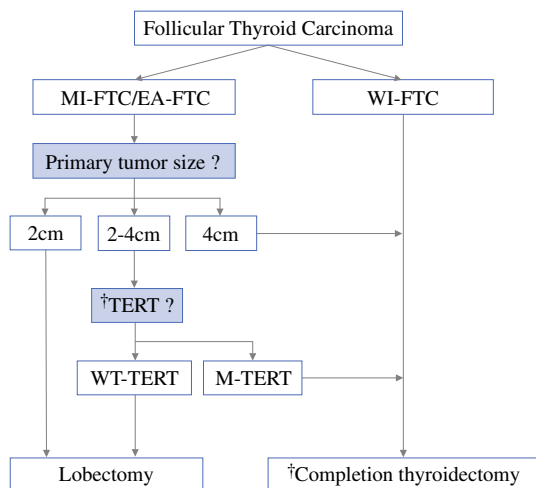 Follicular Thyroid Carcinoma
MI-FTC/EA-FTC
WI-FTC
Primary tumor size ?
2cm
2-4cm
4cm
†TERT ?
WT-TERT
M-TERT
Lobectomy
†Completion thyroidectomy